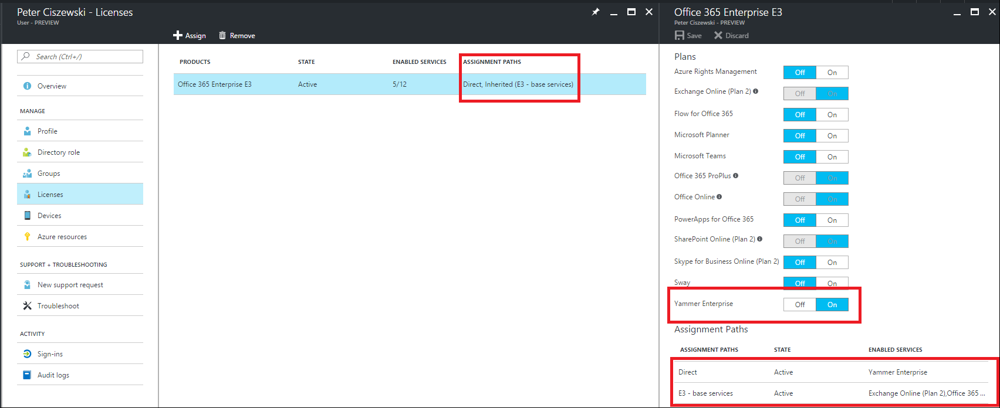 Peter Ciszewski - Licenses
User - PREVIEW
Assign
Remove
Search (Ctrl+/)
Overview
MANAGE
Profile
Directory role
Groups
Licenses
Devices
Azure resources
SUPPORT + TROUBLESHOOTING
New support request
Troubleshoot
ACTIVITY
Sign-ins
Audit logs
PRODUCTS STATE ENABLED SERVICES ASSIGNMENT PATHS
Office 365 Enterprise E3 Active 5/12 Direct, Inherited (E3 - base services)
Office 365 Enterprise E3
Peter Ciszewski - PREVIEW
Save Discard
Plans
Azure Rights Management Off On
Exchange Online (Plan 2) Off On
Flow for Office 365 Off On
Microsoft Planner Off On
Microsoft Teams Off On
Office 365 ProPlus Off On
Office Online Off On
PowerApps for Office 365 Off On
SharePoint Online (Plan 2) Off On
Skype for Business Online (Plan 2) Off On
Sway Off On
Yammer Enterprise Off On
Assignment Paths
ASSIGNMENT PATHS STATE ENABLED SERVICES
Direct Active Yammer Enterprise
E3 - base services Active Exchange Online (Plan 2),Office 365 ...